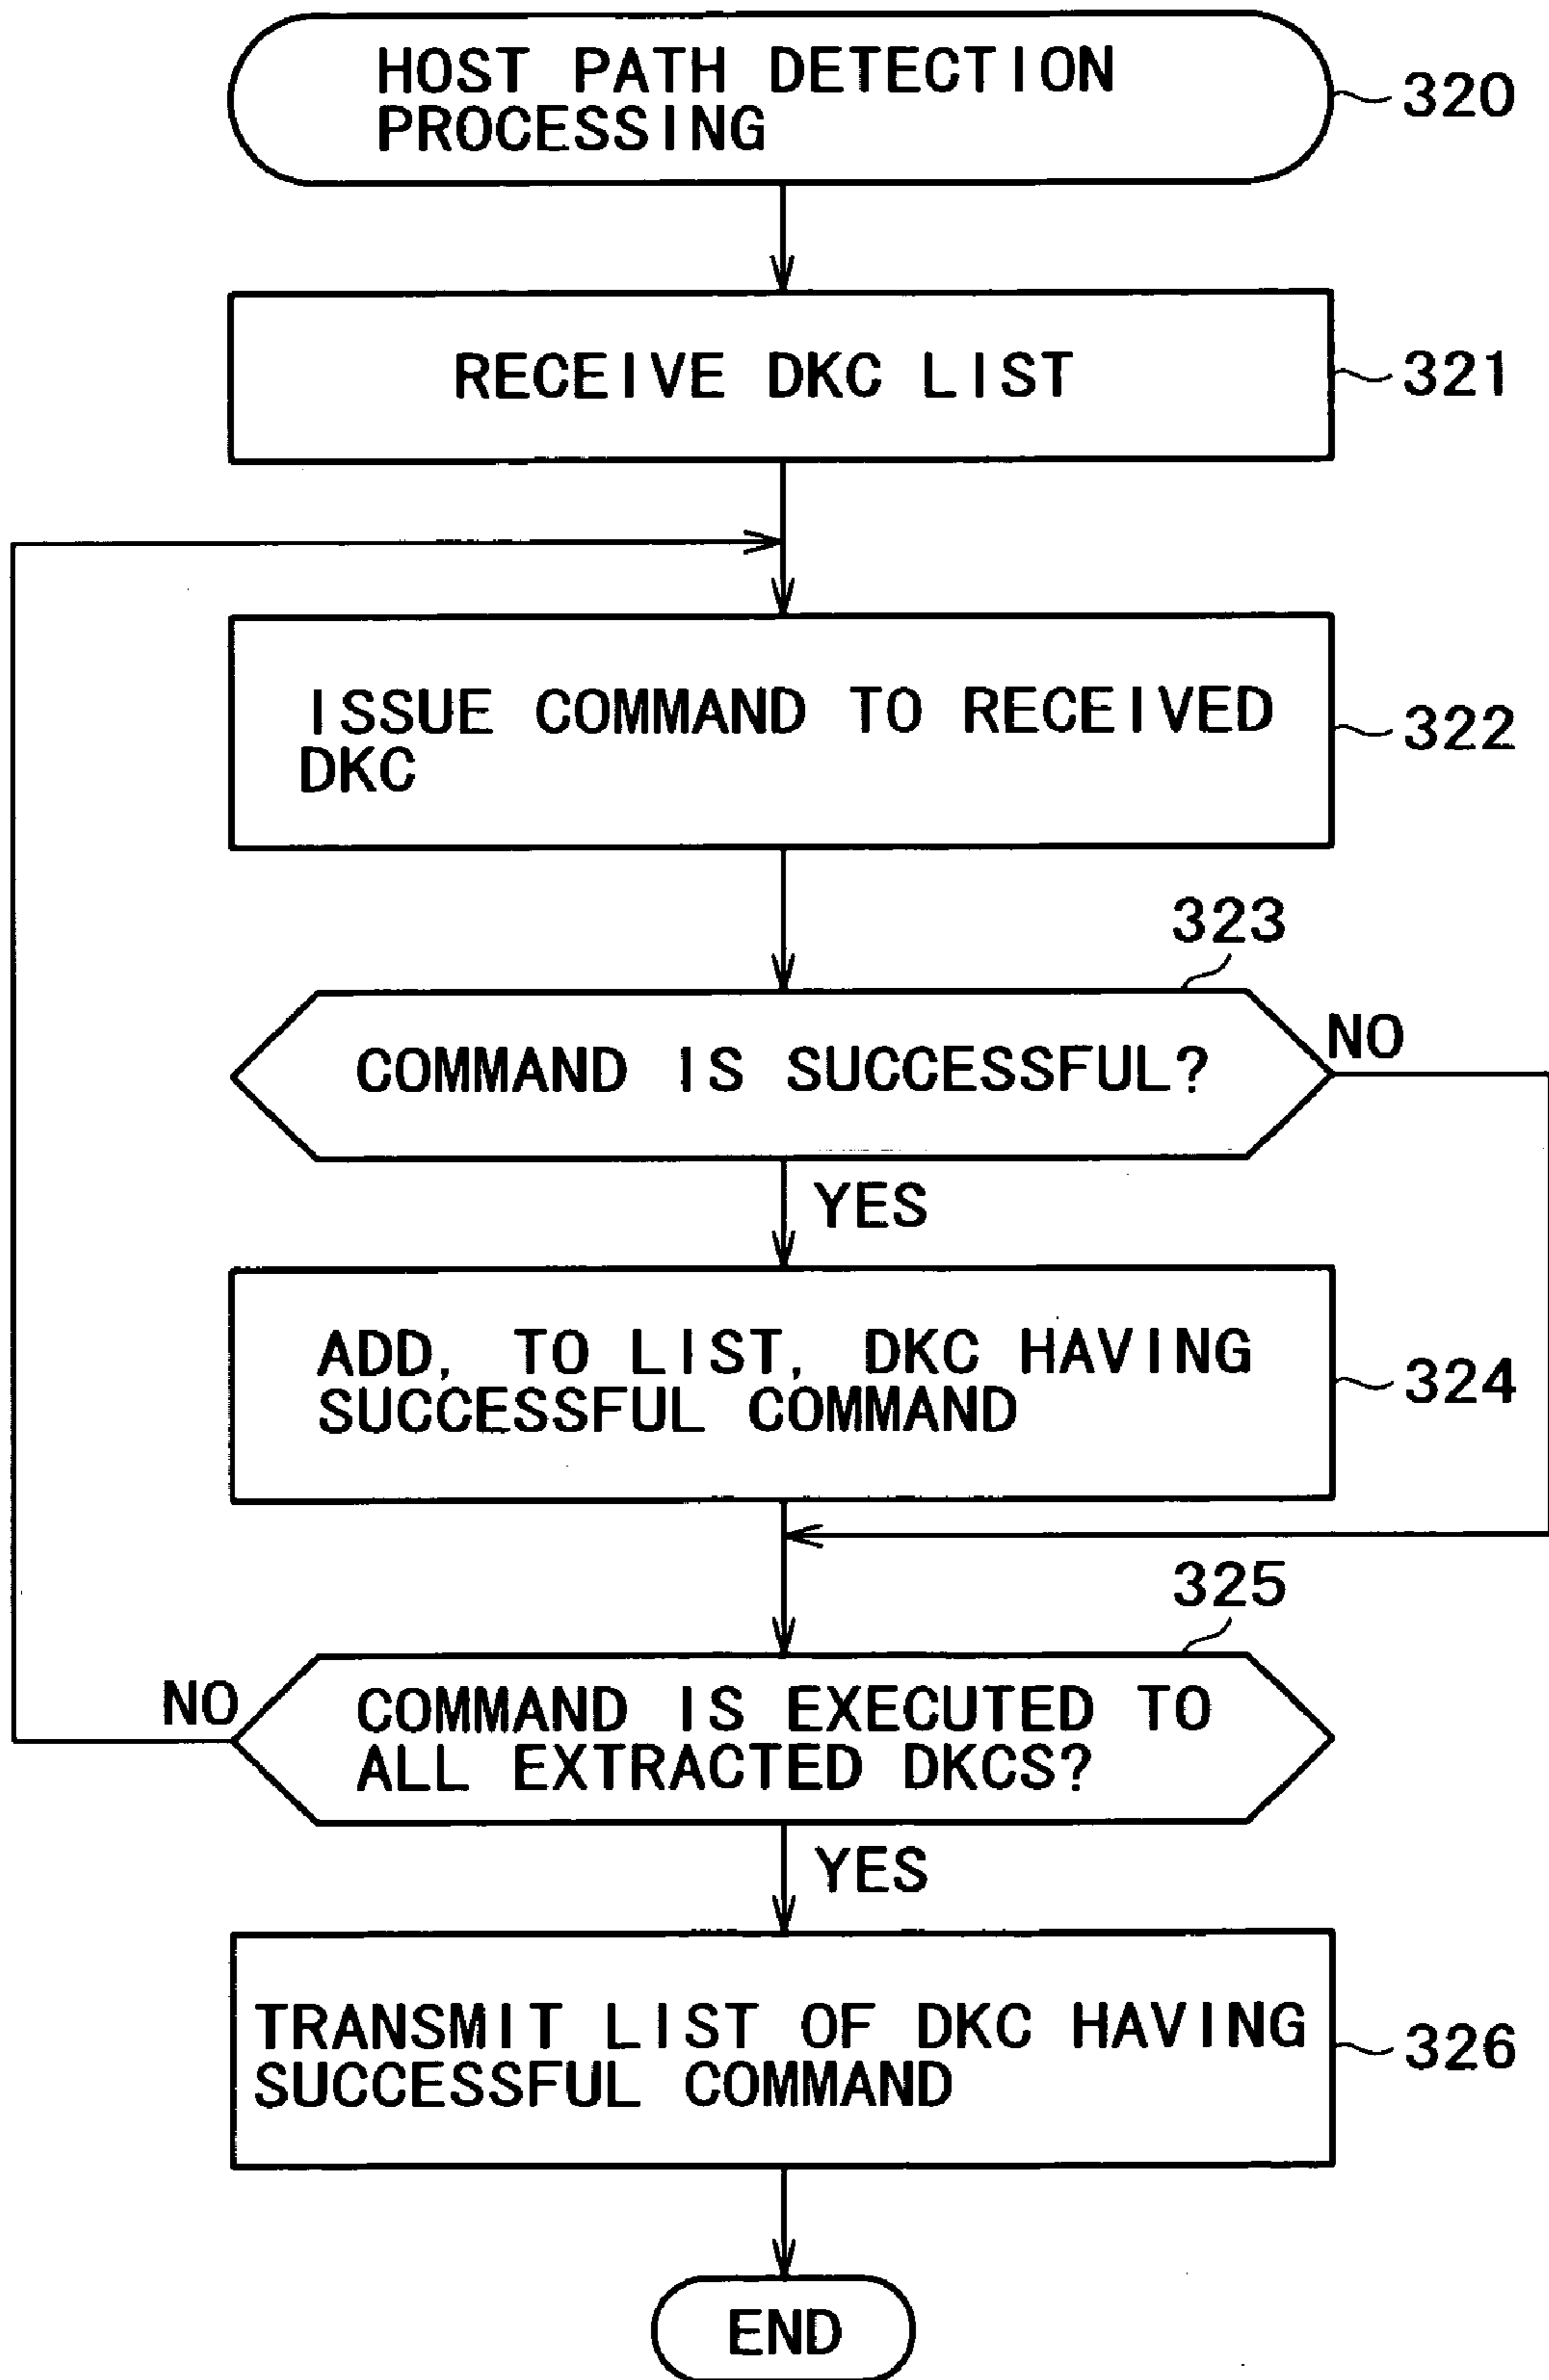 HOST PATH DETECTION
PROCESSING
320
RECEIVE DKC LIST
321
ISSUE COMMAND TO RECEIVED
DKC
322
323
COMMAND IS SUCCESSFUL?
NO
YES
ADD, TO LIST, DKC HAVING
SUCCESSFUL COMMAND
324
325
NO
COMMAND IS EXECUTED TO
ALL EXTRACTED DKCS?
YES
TRANSMIT LIST OF DKC HAVING
SUCCESSFUL COMMAND
326
END